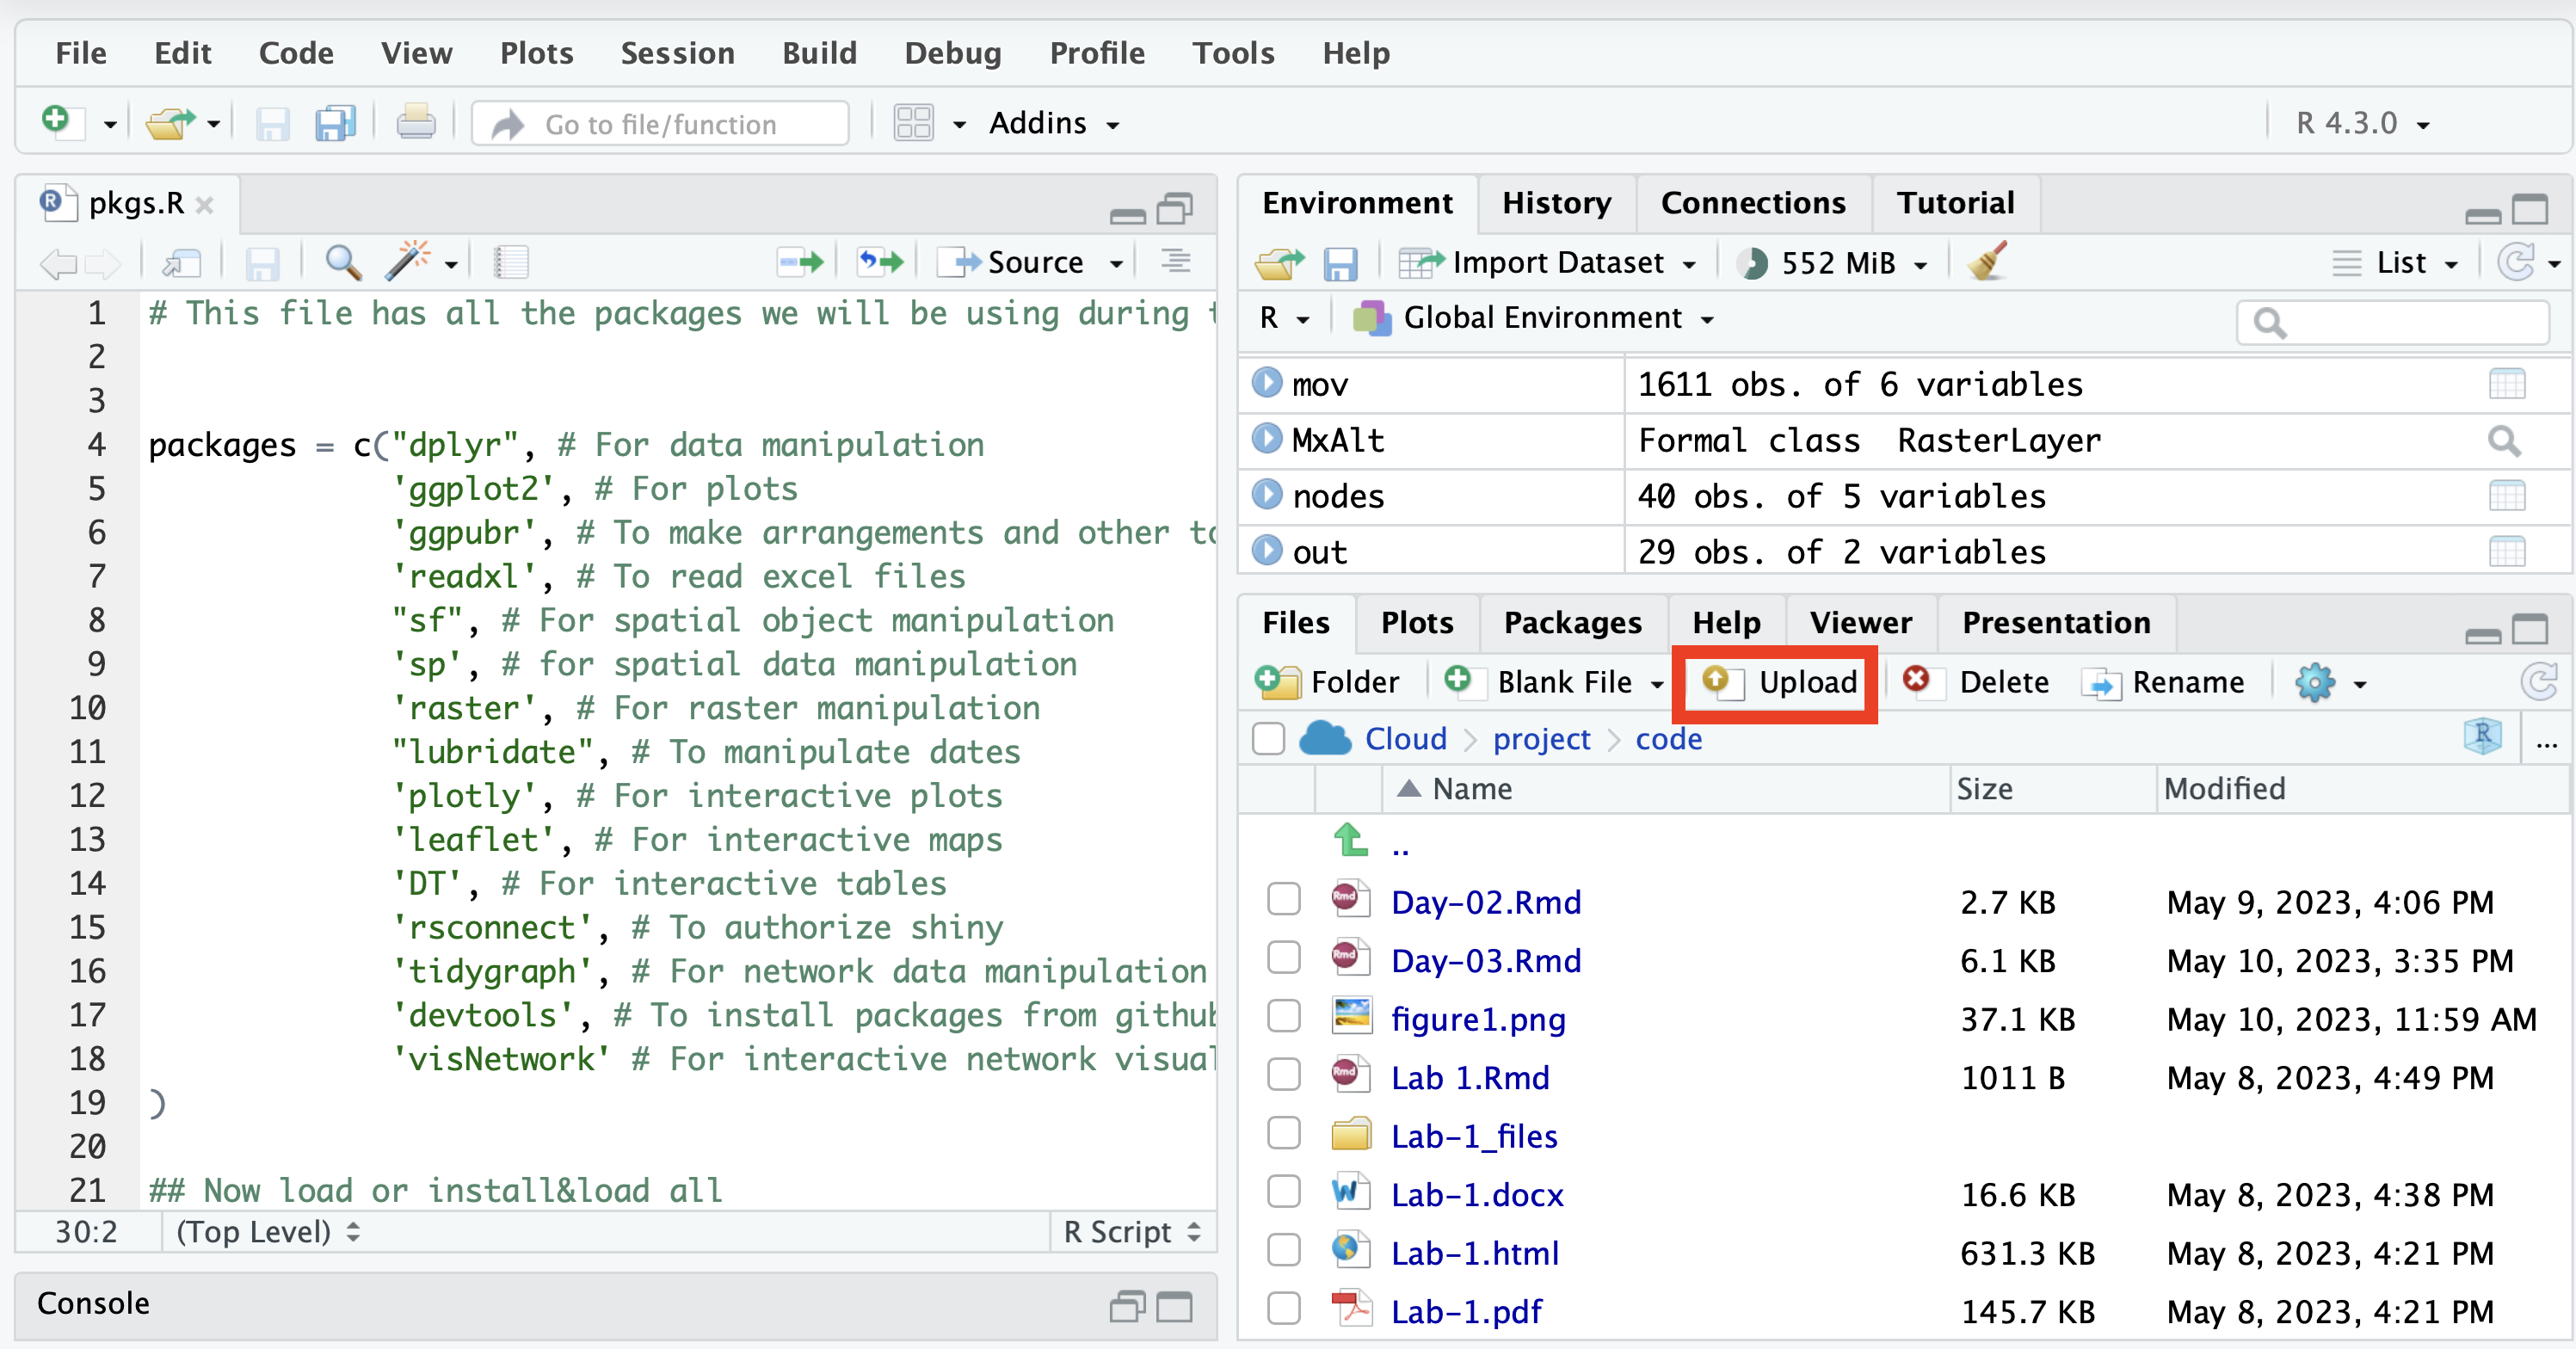 File Edit Code View Plots Session Build Debug Profile Tools Help
Go to file/function Addins R 4.3.0
pkgs.R
Source
1 # This file has all the packages we will be using during
2
3
4 packages = c("dplyr", # For data manipulation
5 'ggplot2', # For plots
6 'ggpubr', # To make arrangements and other
7 'readxl', # To read excel files
8 "sf", # For spatial object manipulation
9 'sp', # for spatial data manipulation
10 'raster', # For raster manipulation
11 "lubridate", # To manipulate dates
12 'plotly', # For interactive plots
13 'leaflet', # For interactive maps
14 'DT', # For interactive tables
15 'rsconnect', # To authorize shiny
16 'tidygraph', # For network data manipulation
17 'devtools', # To install packages from github
18 'visNetwork' # For interactive network visual
19 )
20
21 ## Now load or install&load all
30:2 (Top Level) R Script
Console
Environment History Connections Tutorial
Import Dataset 552 MiB List
R Global Environment
mov 1611 obs. of 6 variables
MxAlt Formal class RasterLayer
nodes 40 obs. of 5 variables
out 29 obs. of 2 variables
Files Plots Packages Help Viewer Presentation
Folder Blank File Upload Delete Rename
Cloud project code R ...
Name Size Modified
..
Day-02.Rmd 2.7 KB May 9, 2023, 4:06 PM
Day-03.Rmd 6.1 KB May 10, 2023, 3:35 PM
figure1.png 37.1 KB May 10, 2023, 11:59 AM
Lab 1.Rmd 1011 B May 8, 2023, 4:49 PM
Lab-1_files
Lab-1.docx 16.6 KB May 8, 2023, 4:38 PM
Lab-1.html 631.3 KB May 8, 2023, 4:21 PM
Lab-1.pdf 145.7 KB May 8, 2023, 4:21 PM